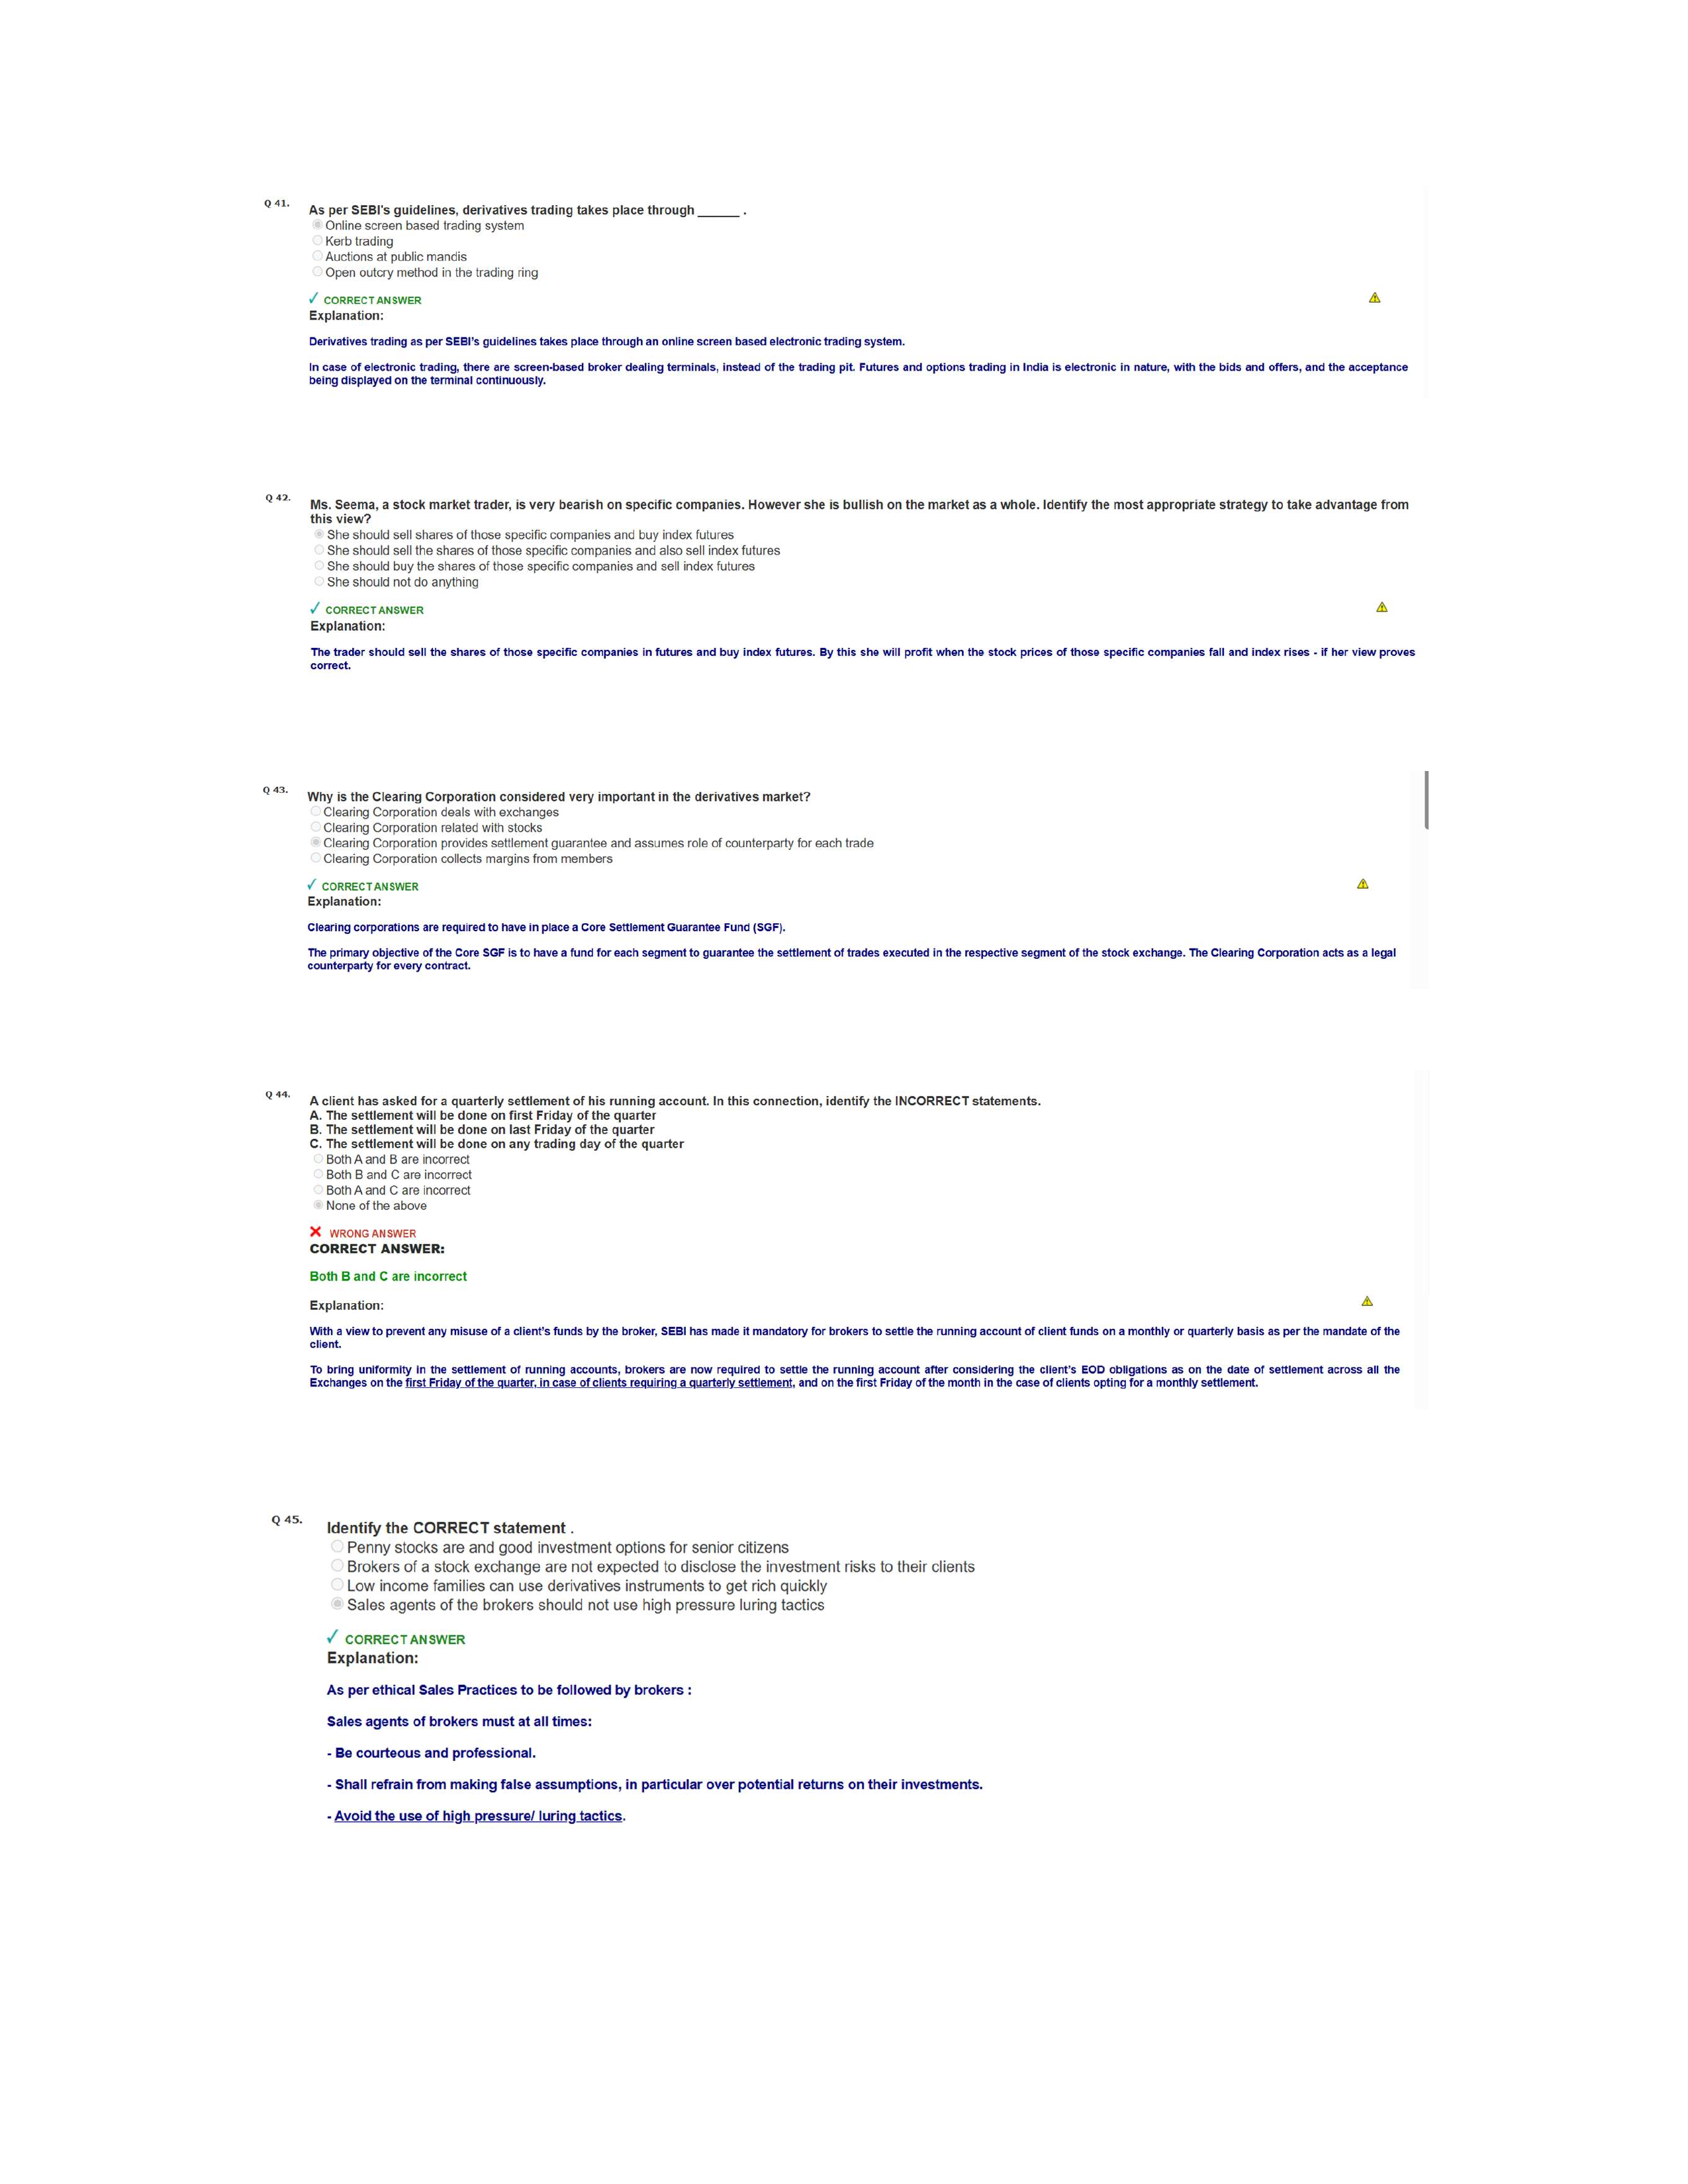 Q 41.
As per SEBI's guidelines, derivatives trading takes place through ______ .
Online screen based trading system
Kerb trading
Auctions at public mandis
Open outcry method in the trading ring
✓ CORRECT ANSWER
Explanation:
Derivatives trading as per SEBI's guidelines takes place through an online screen based electronic trading system.
In case of electronic trading, there are screen-based broker dealing terminals, instead of the trading pit. Futures and options trading in India is electronic in nature, with the bids and offers, and the acceptance
being displayed on the terminal continuously.
Q 42.
Ms. Seema, a stock market trader, is very bearish on specific companies. However she is bullish on the market as a whole. Identify the most appropriate strategy to take advantage from
this view?
She should sell shares of those specific companies and buy index futures
She should sell the shares of those specific companies and also sell index futures
She should buy the shares of those specific companies and sell index futures
She should not do anything
✓ CORRECT ANSWER
Explanation:
The trader should sell the shares of those specific companies in futures and buy index futures. By this she will profit when the stock prices of those specific companies fall and index rises - if her view proves
correct.
Q 43.
Why is the Clearing Corporation considered very important in the derivatives market?
Clearing Corporation deals with exchanges
Clearing Corporation related with stocks
Clearing Corporation provides settlement guarantee and assumes role of counterparty for each trade
Clearing Corporation collects margins from members
✓ CORRECT ANSWER
Explanation:
Clearing corporations are required to have in place a Core Settlement Guarantee Fund (SGF).
The primary objective of the Core SGF is to have a fund for each segment to guarantee the settlement of trades executed in the respective segment of the stock exchange. The Clearing Corporation acts as a legal
counterparty for every contract.
Q 44.
A client has asked for a quarterly settlement of his running account. In this connection, identify the INCORRECT statements.
A. The settlement will be done on first Friday of the quarter
B. The settlement will be done on last Friday of the quarter
C. The settlement will be done on any trading day of the quarter
Both A and B are incorrect
Both B and C are incorrect
Both A and C are incorrect
None of the above
✕ WRONG ANSWER
CORRECT ANSWER:
Both B and C are incorrect
Explanation:
With a view to prevent any misuse of a client's funds by the broker, SEBI has made it mandatory for brokers to settle the running account of client funds on a monthly or quarterly basis as per the mandate of the
client.
To bring uniformity in the settlement of running accounts, brokers are now required to settle the running account after considering the client's EOD obligations as on the date of settlement across all the
Exchanges on the first Friday of the quarter, in case of clients requiring a quarterly settlement, and on the first Friday of the month in the case of clients opting for a monthly settlement.
Q 45.
Identify the CORRECT statement .
Penny stocks are and good investment options for senior citizens
Brokers of a stock exchange are not expected to disclose the investment risks to their clients
Low income families can use derivatives instruments to get rich quickly
Sales agents of the brokers should not use high pressure luring tactics
✓ CORRECT ANSWER
Explanation:
As per ethical Sales Practices to be followed by brokers :
Sales agents of brokers must at all times:
- Be courteous and professional.
- Shall refrain from making false assumptions, in particular over potential returns on their investments.
- Avoid the use of high pressure/ luring tactics.